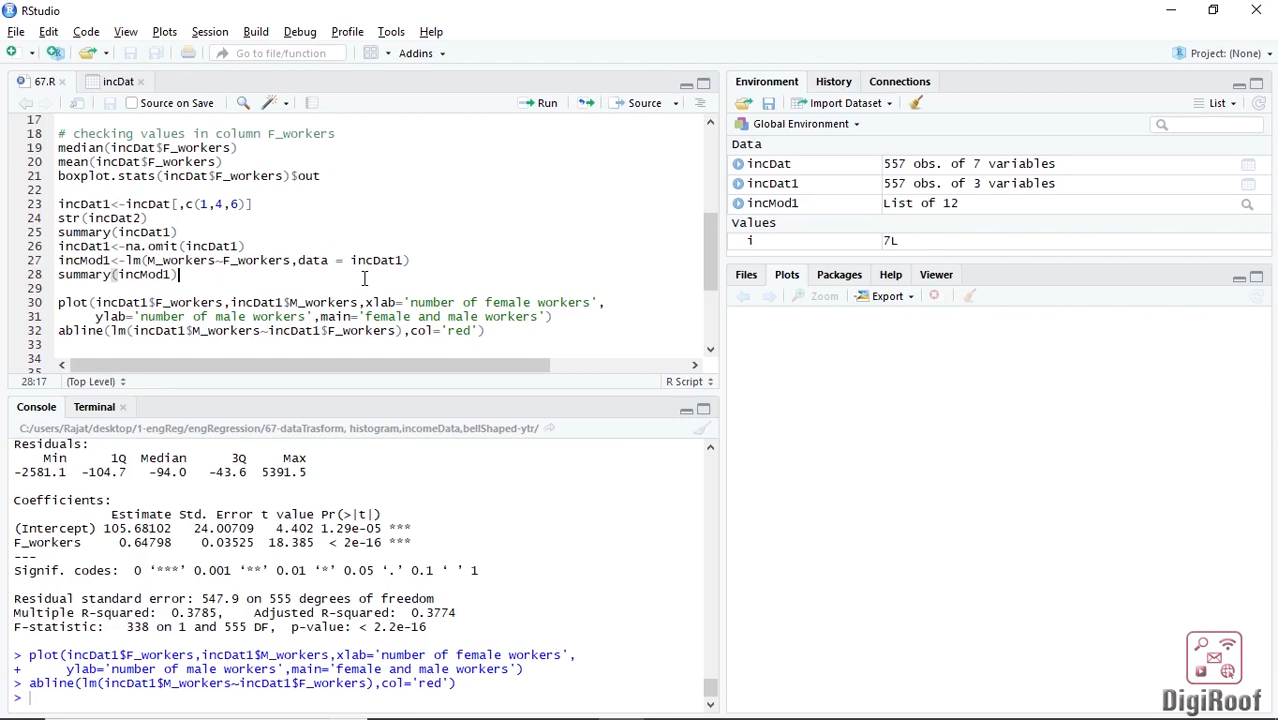 RStudio
File Edit Code View Plots Session Build Debug Profile Tools Help
Go to file/function Addins Project: (None)
67.R incDat
Source on Save Run Source
17
18 # checking values in column F_workers
19 median(incDat$F_workers)
20 mean(incDat$F_workers)
21 boxplot.stats(incDat$F_workers)$out
22
23 incDat1<-incDat[,c(1,4,6)]
24 str(incDat2)
25 summary(incDat1)
26 incDat1<-na.omit(incDat1)
27 incMod1<-lm(M_workers~F_workers,data = incDat1)
28 summary(incMod1)
29
30 plot(incDat1$F_workers,incDat1$M_workers,xlab='number of female workers',
31 ylab='number of male workers',main='female and male workers')
32 abline(lm(incDat1$M_workers~incDat1$F_workers),col='red')
33
34
35
28:17 (Top Level) R Script
Console Terminal
C:/users/Rajat/desktop/1-engReg/engRegression/67-dataTrasform, histogram,incomeData,bellShaped-ytr/
Residuals:
Min 1Q Median 3Q Max
-2581.1 -104.7 -94.0 -43.6 5391.5
Coefficients:
Estimate Std. Error t value Pr(>|t|)
(Intercept) 105.68102 24.00709 4.402 1.29e-05 ***
F_workers 0.64798 0.03525 18.385 < 2e-16 ***
---
Signif. codes: 0 ‘***’ 0.001 ‘**’ 0.01 ‘*’ 0.05 ‘.’ 0.1 ‘ ’ 1
Residual standard error: 547.9 on 555 degrees of freedom
Multiple R-squared: 0.3785, Adjusted R-squared: 0.3774
F-statistic: 338 on 1 and 555 DF, p-value: < 2.2e-16
> plot(incDat1$F_workers,incDat1$M_workers,xlab='number of female workers',
+ ylab='number of male workers',main='female and male workers')
> abline(lm(incDat1$M_workers~incDat1$F_workers),col='red')
>
Environment History Connections
Import Dataset List
Global Environment
Data
incDat 557 obs. of 7 variables
incDat1 557 obs. of 3 variables
incMod1 List of 12
Values
i 7L
Files Plots Packages Help Viewer
Zoom Export
DigiRoof